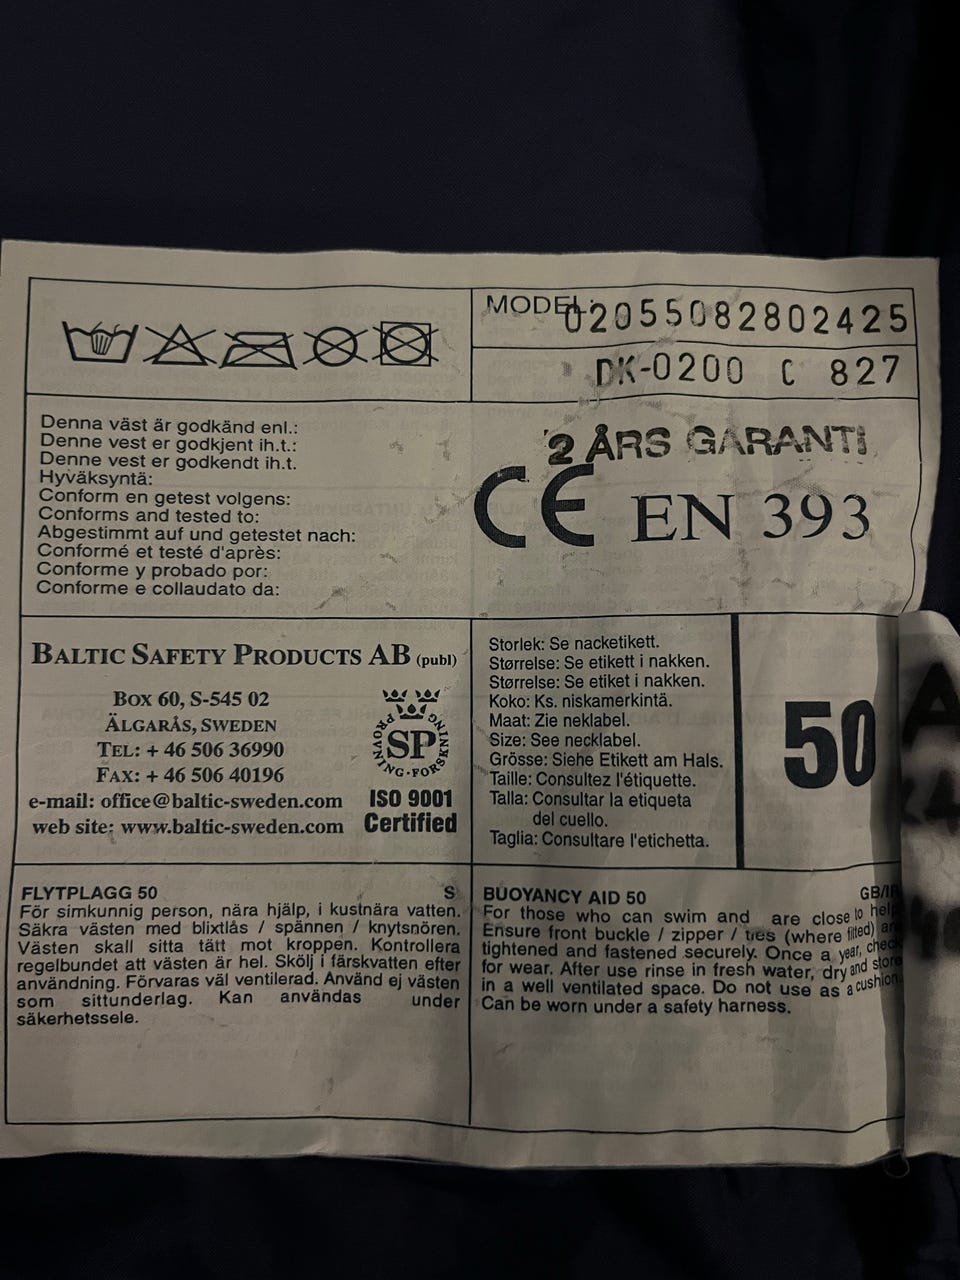 MODEL: 02055082802425
DK-0200 C 827
Denna väst är godkänd enl.:
Denne vest er godkjent ih.t.:
Denne vest er godkendt ih.t.
Hyväksyntä:
Conform en getest volgens:
Conforms and tested to:
Abgestimmt auf und getestet nach:
Conformé et testé d'après:
Conforme y probado por:
Conforme e collaudato da:
2 ÅRS GARANTI
CE EN 393
BALTIC SAFETY PRODUCTS AB (publ)
BOX 60, S-545 02
ÄLGARÅS, SWEDEN
TEL: + 46 506 36990
FAX: + 46 506 40196
e-mail: office@baltic-sweden.com
web site: www.baltic-sweden.com
SP
PROVNING·FORSKNING
ISO 9001
Certified
Storlek: Se nacketikett.
Størrelse: Se etikett i nakken.
Størrelse: Se etiket i nakken.
Koko: Ks. niskamerkintä.
Maat: Zie neklabel.
Size: See necklabel.
Grösse: Siehe Etikett am Hals.
Taille: Consultez l'étiquette.
Talla: Consultar la etiqueta
del cuello.
Taglia: Consultare l'etichetta.
50
FLYTPLAGG 50 S
För simkunnig person, nära hjälp, i kustnära vatten.
Säkra västen med blixtlås / spännen / knytsnören.
Västen skall sitta tätt mot kroppen. Kontrollera
regelbundet att västen är hel. Skölj i färskvatten efter
användning. Förvaras väl ventilerad. Använd ej västen
som sittunderlag. Kan användas under
säkerhetssele.
BUOYANCY AID 50 GB/IR
For those who can swim and are close to help
Ensure front buckle / zipper / ties (where fitted) are
tightened and fastened securely. Once a year, check
for wear. After use rinse in fresh water, dry and store
in a well ventilated space. Do not use as a cushion.
Can be worn under a safety harness.